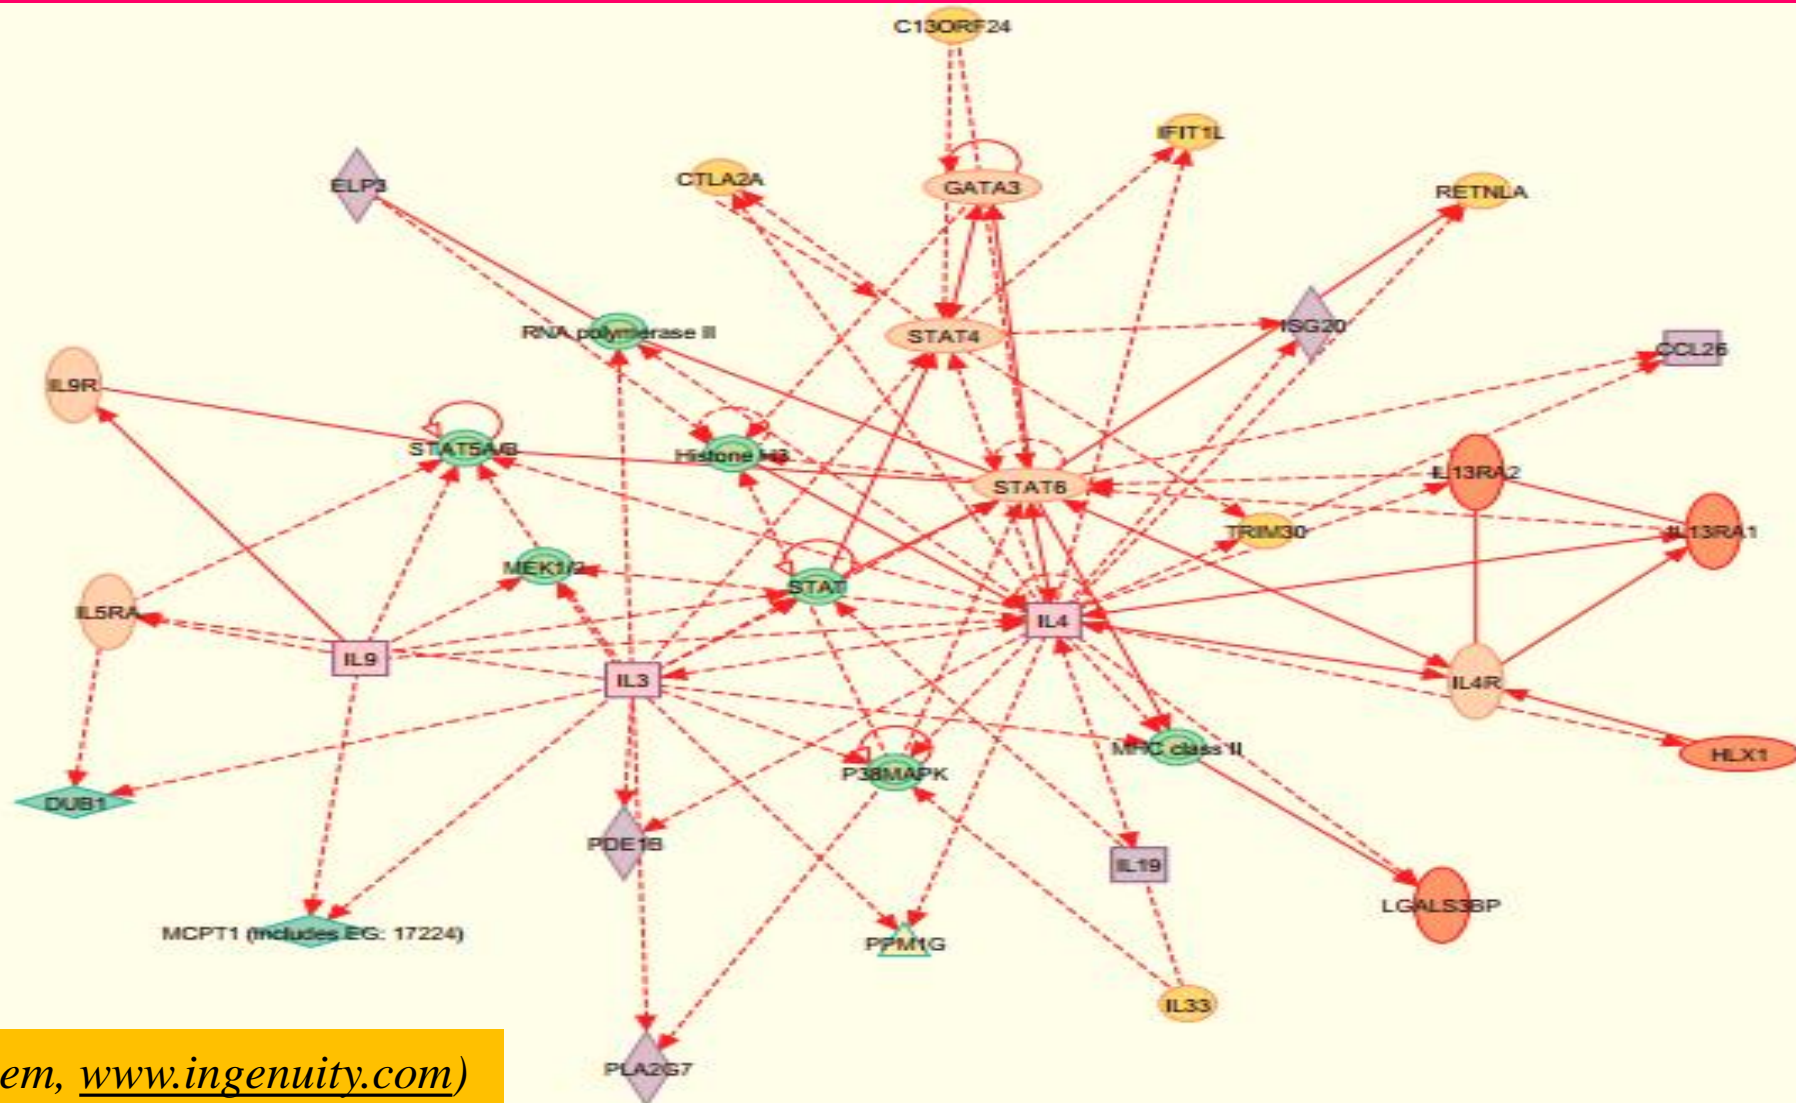 C13ORF24
IFIT1L
CTLA2A
ELP3
GATA3
RETNLA
RNA polymerase II
STAT4
ISG20
CCL26
IL9R
STAT5A/B
Histone H3
STAT6
IL13RA2
TRIM30
IL13RA1
MEK1/2
STAT
IL5RA
IL4
IL9
IL3
IL4R
MHC class II
HLX1
P38MAPK
DUB1
PDE1B
IL19
LGALS3BP
MCPT1 (includes EG: 17224)
PPM1G
IL33
PLA2G7
em, www.ingenuity.com)